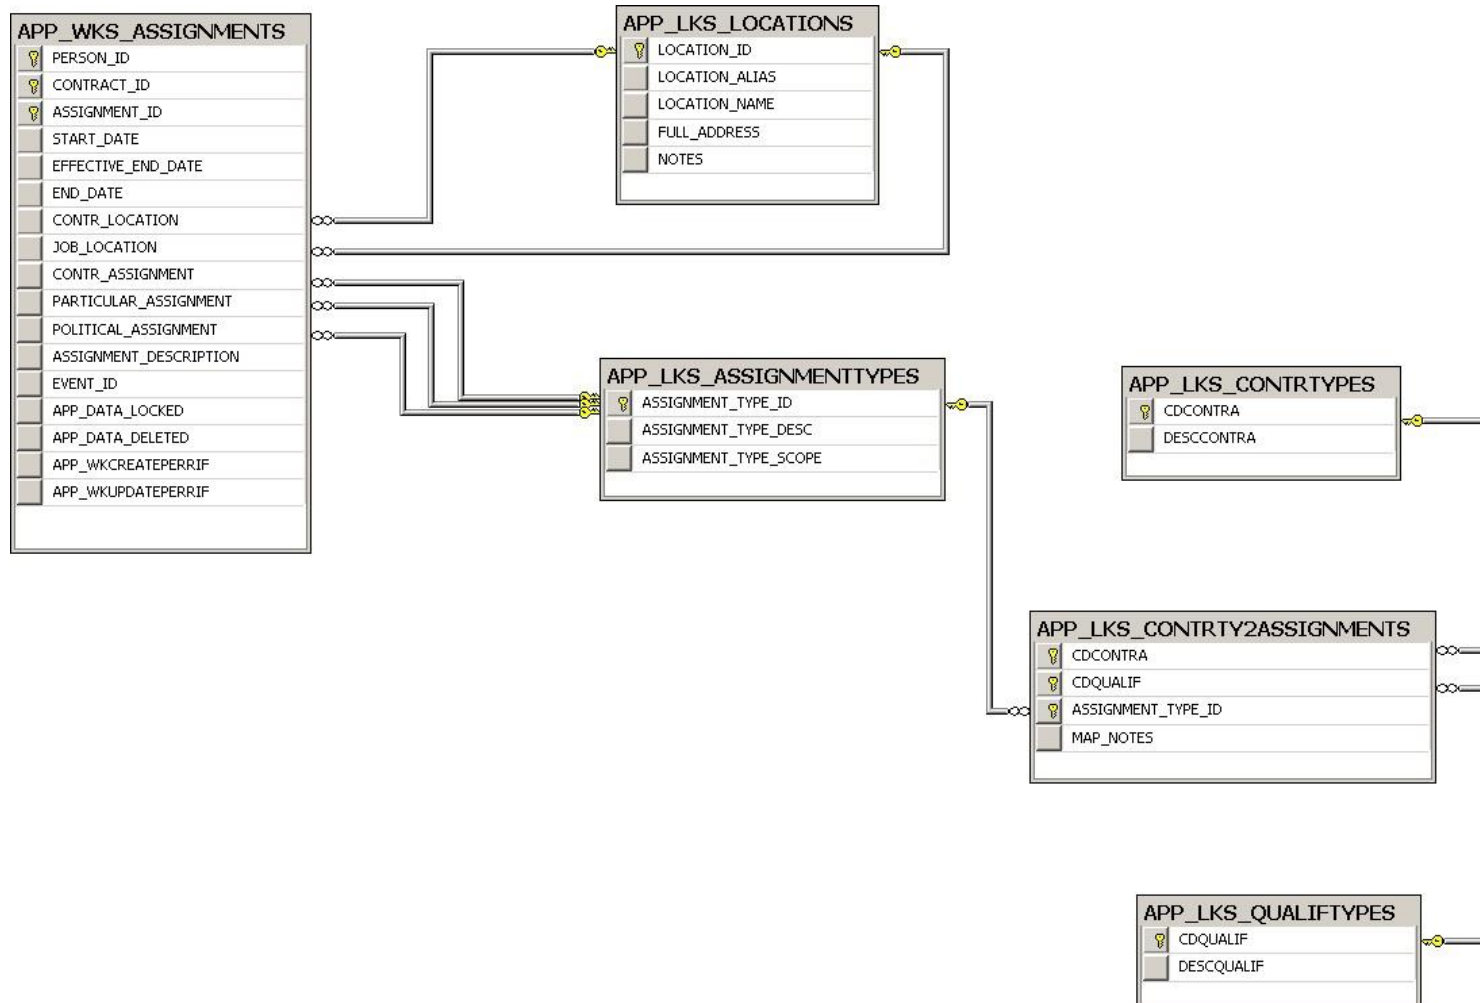 APP_WKS_ASSIGNMENTS
PERSON_ID
CONTRACT_ID
ASSIGNMENT_ID
START_DATE
EFFECTIVE_END_DATE
END_DATE
CONTR_LOCATION
JOB_LOCATION
CONTR_ASSIGNMENT
PARTICULAR_ASSIGNMENT
POLITICAL_ASSIGNMENT
ASSIGNMENT_DESCRIPTION
EVENT_ID
APP_DATA_LOCKED
APP_DATA_DELETED
APP_WKCREATEPERRIF
APP_WKUPDATEPERRIF
APP_LKS_LOCATIONS
LOCATION_ID
LOCATION_ALIAS
LOCATION_NAME
FULL_ADDRESS
NOTES
APP_LKS_ASSIGNMENTTYPES
ASSIGNMENT_TYPE_ID
ASSIGNMENT_TYPE_DESC
ASSIGNMENT_TYPE_SCOPE
APP_LKS_CONTRTYPES
CDCONTRA
DESCCONTRA
APP_LKS_CONTRTY2ASSIGNMENTS
CDCONTRA
CDQUALIF
ASSIGNMENT_TYPE_ID
MAP_NOTES
APP_LKS_QUALIFTYPES
CDQUALIF
DESCQUALIF